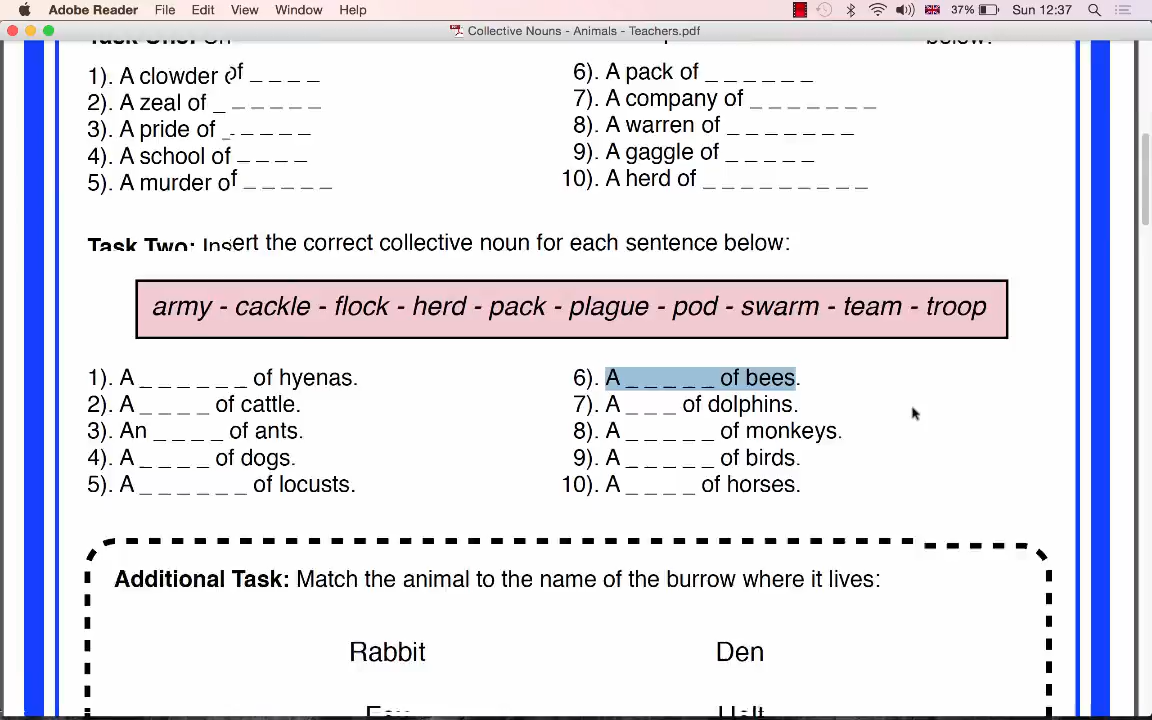 Adobe Reader File Edit View Window Help 37% Sun 12:37
Collective Nouns - Animals - Teachers.pdf
Task One: below:
1). A clowder of _ _ _ _
2). A zeal of _ _ _ _ _ _
3). A pride of _ _ _ _ _
4). A school of _ _ _ _
5). A murder of _ _ _ _ _
6). A pack of _ _ _ _ _ _
7). A company of _ _ _ _ _ _ _
8). A warren of _ _ _ _ _ _ _
9). A gaggle of _ _ _ _ _
10). A herd of _ _ _ _ _ _ _ _ _
Task Two: Insert the correct collective noun for each sentence below:
army - cackle - flock - herd - pack - plague - pod - swarm - team - troop
1). A _ _ _ _ _ _ of hyenas.
2). A _ _ _ _ of cattle.
3). An _ _ _ _ of ants.
4). A _ _ _ _ of dogs.
5). A _ _ _ _ _ _ of locusts.
6). A _ _ _ _ _ of bees.
7). A _ _ _ of dolphins.
8). A _ _ _ _ _ of monkeys.
9). A _ _ _ _ _ of birds.
10). A _ _ _ _ of horses.
Additional Task: Match the animal to the name of the burrow where it lives:
Rabbit Den